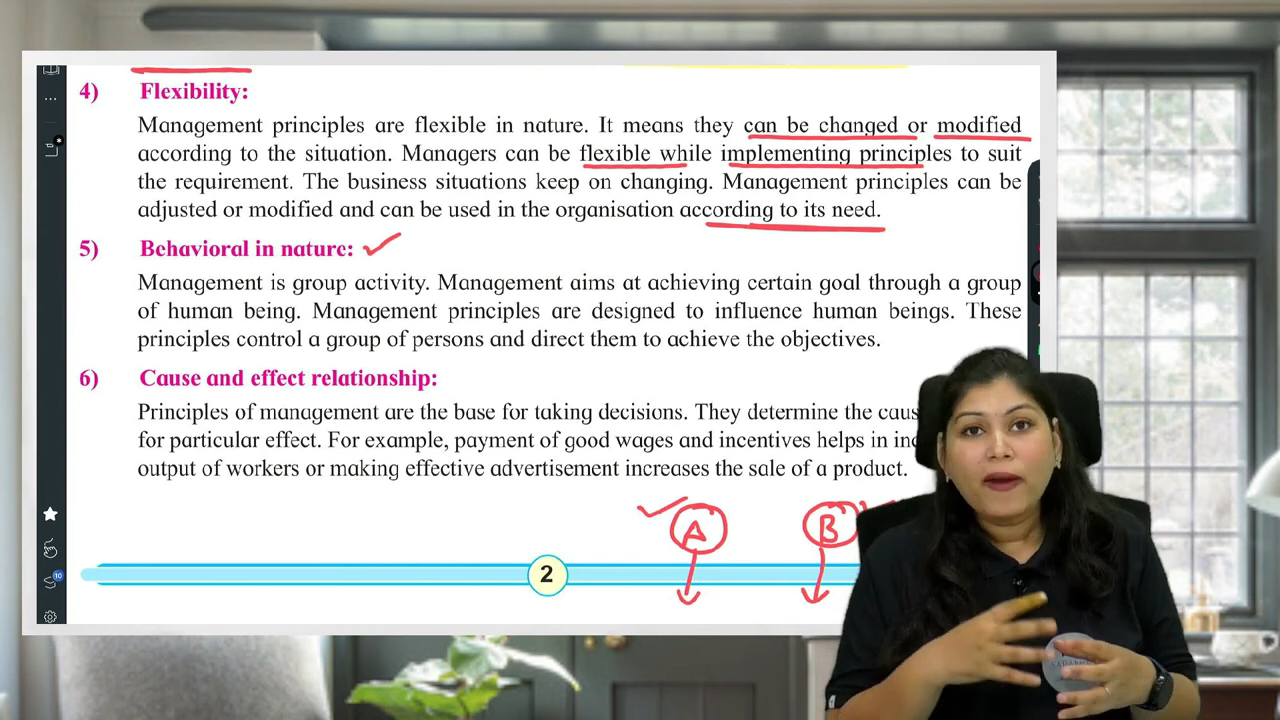 4) Flexibility:
Management principles are flexible in nature. It means they can be changed or modified
according to the situation. Managers can be flexible while implementing principles to suit
the requirement. The business situations keep on changing. Management principles can be
adjusted or modified and can be used in the organisation according to its need.
5) Behavioral in nature:
Management is group activity. Management aims at achieving certain goal through a group
of human being. Management principles are designed to influence human beings. These
principles control a group of persons and direct them to achieve the objectives.
6) Cause and effect relationship:
Principles of management are the base for taking decisions. They determine the
for particular effect. For example, payment of good wages and incentives helps in
output of workers or making effective advertisement increases the sale of a product.
A B
2
10